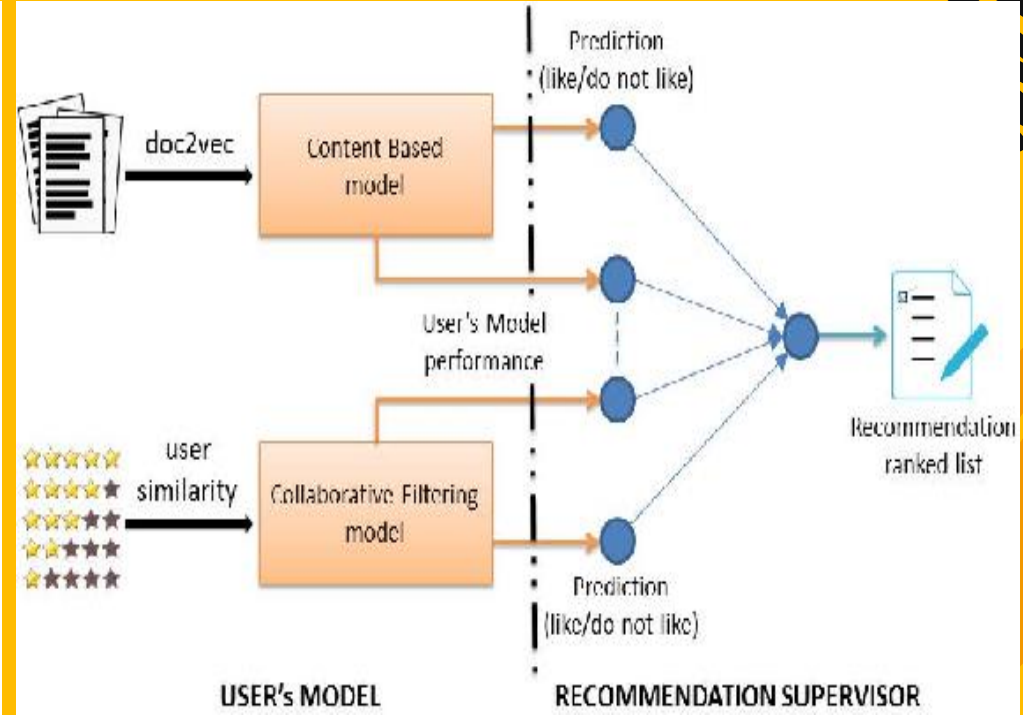 Prediction
(like/do not like)
doc2vec
Content Based
model
User's Model
performance
Recommendation
ranked list
user
similarity
Collaborative Filtering
model
Prediction
(like/do not like)
USER's MODEL
RECOMMENDATION SUPERVISOR